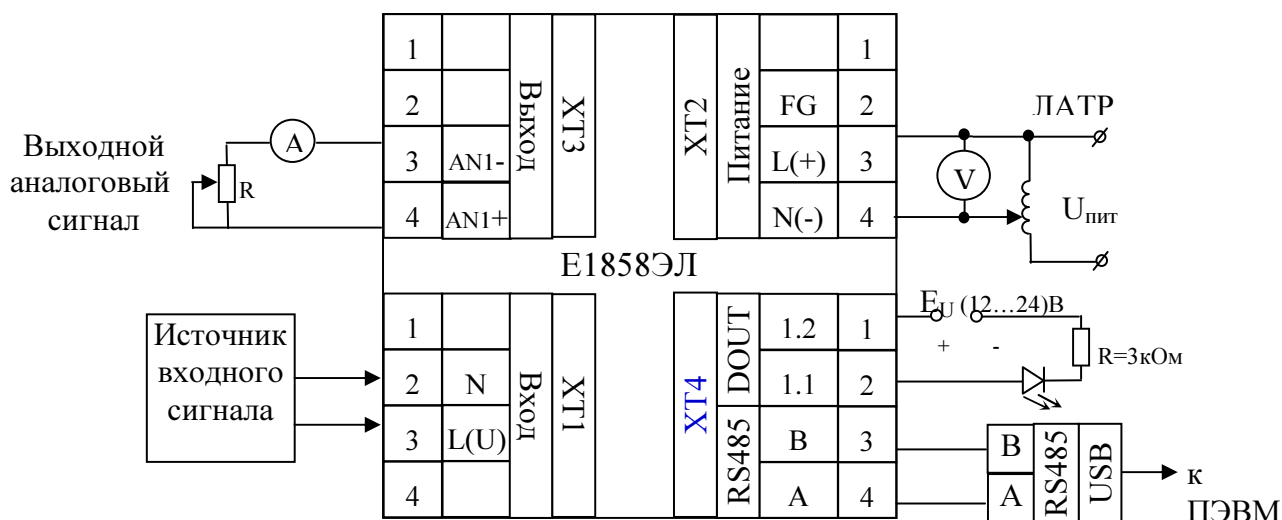 Выходной
аналоговый
сигнал
A
R
1
2
3 AN1-
4 AN1+
Выход
XT3
XT2
Питание
1
FG 2
L(+) 3
N(-) 4
ЛАТР
V
Uпит
Е1858ЭЛ
Источник
входного
сигнала
1
2 N
3 L(U)
4
Вход
XT1
XT4
DOUT
RS485
1.2 1
1.1 2
B 3
A 4
EU (12...24)В
+ -
R=3кОм
B
A
RS485
USB
к
ПЭВМ